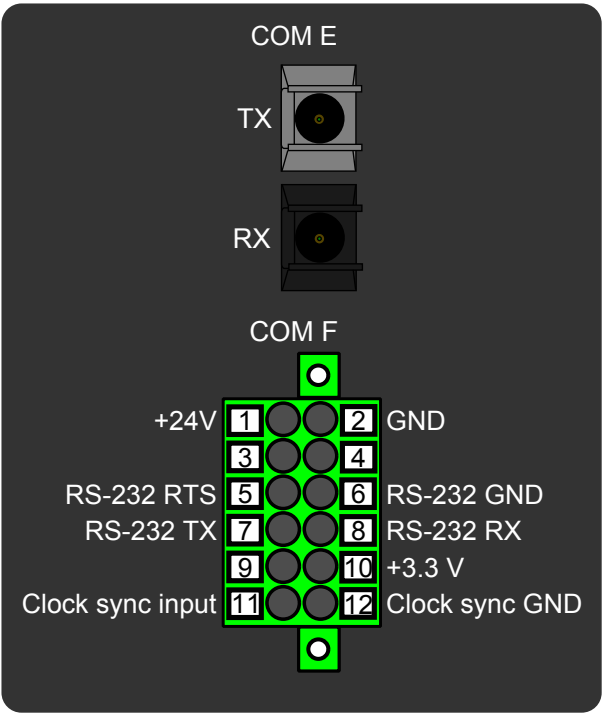 COM E
TX
RX
COM F
+24V 1 2 GND
3 4
RS-232 RTS 5 6 RS-232 GND
RS-232 TX 7 8 RS-232 RX
9 10 +3.3 V
Clock sync input 11 12 Clock sync GND